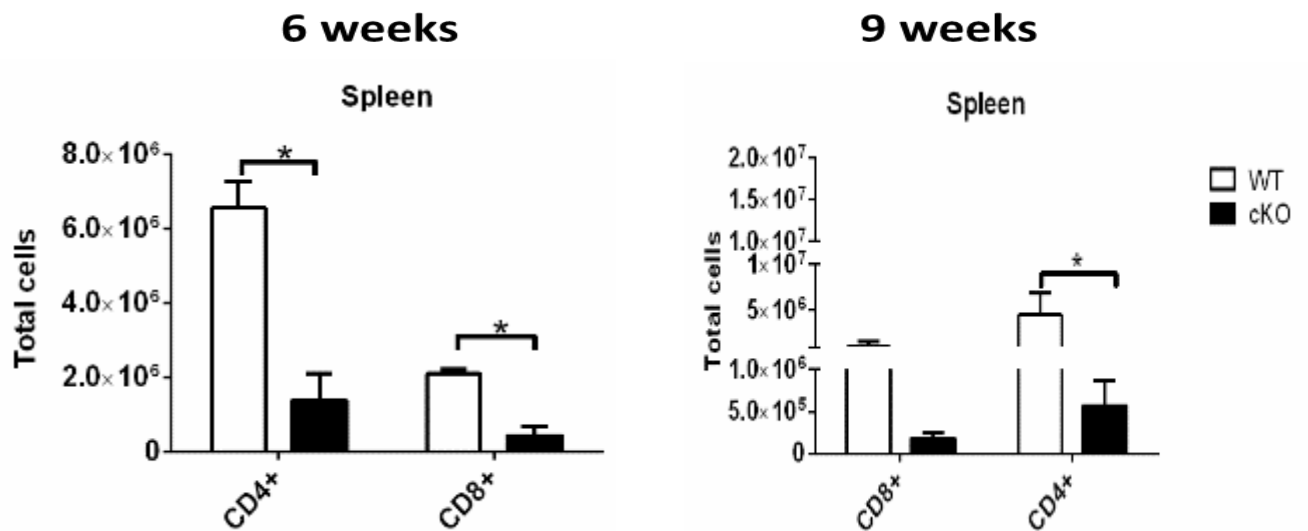 6 weeks
Spleen
Total cells
8.0× 10⁶
6.0× 10⁶
4.0× 10⁶
2.0× 10⁶
0
*
*
CD4+
CD8+
9 weeks
Spleen
Total cells
2.0× 10⁷
1.5× 10⁷
1.0× 10⁷
1× 10⁷
5× 10⁶
1.0× 10⁶
5.0× 10⁵
0
*
CD8+
CD4+
WT
cKO